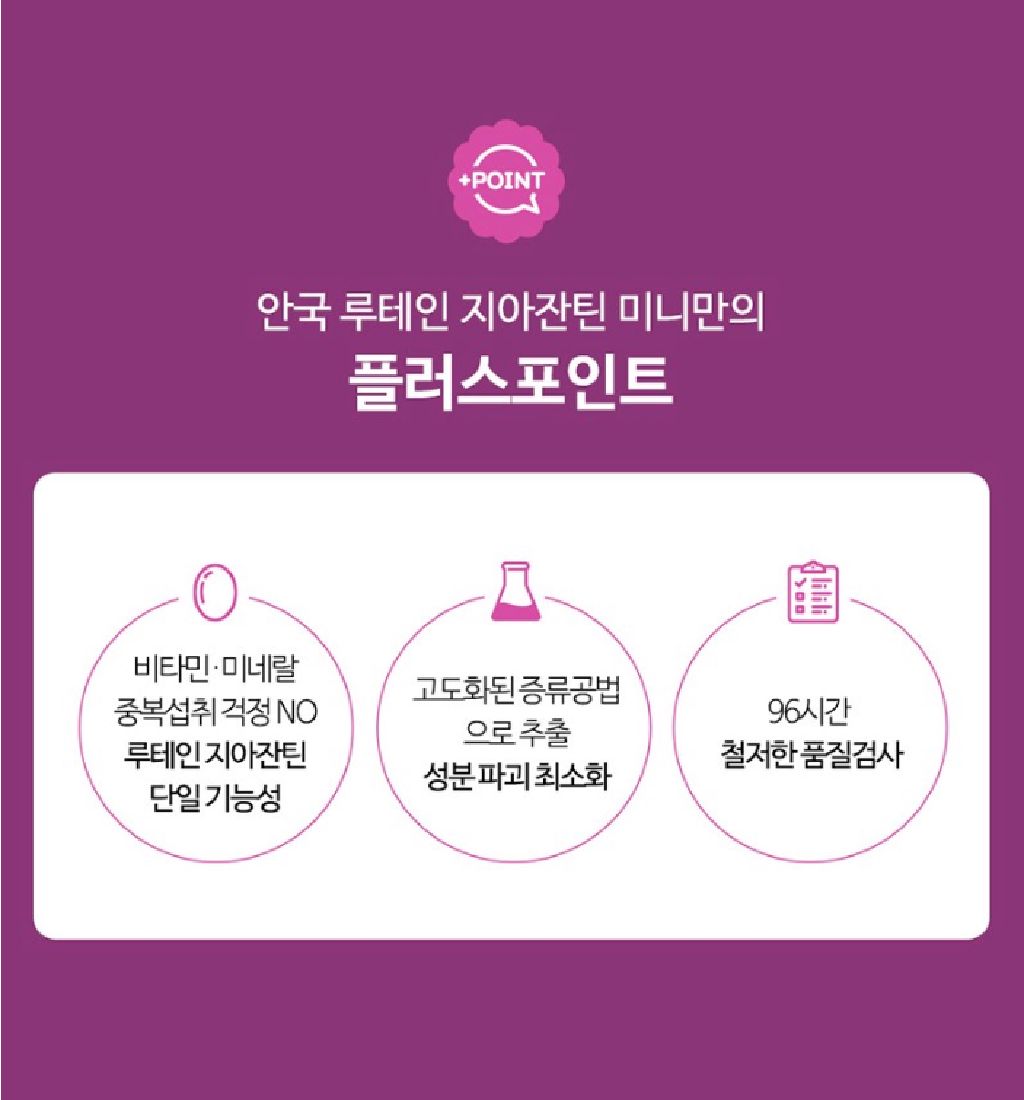 +POINT
안국 루테인 지아잔틴 미니만의
플러스포인트
비타민·미네랄
중복섭취 걱정 NO
루테인 지아잔틴
단일 기능성
고도화된 증류공법
으로 추출
성분 파괴 최소화
96시간
철저한 품질검사